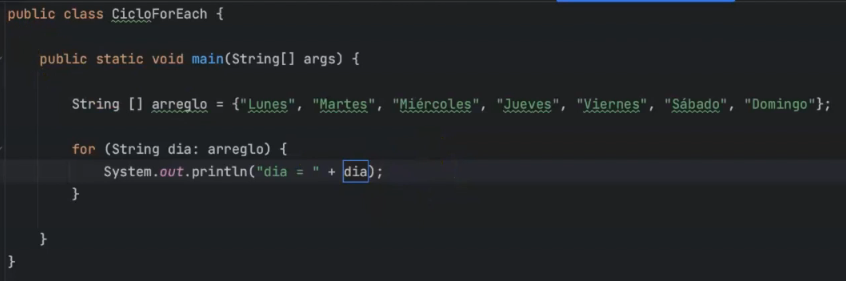 public class CicloForEach {
public static void main(String[] args) {
String [] arreglo = {"Lunes", "Martes", "Miércoles", "Jueves", "Viernes", "Sábado", "Domingo"};
for (String dia: arreglo) {
System.out.println("dia = " + dia);
}
}
}